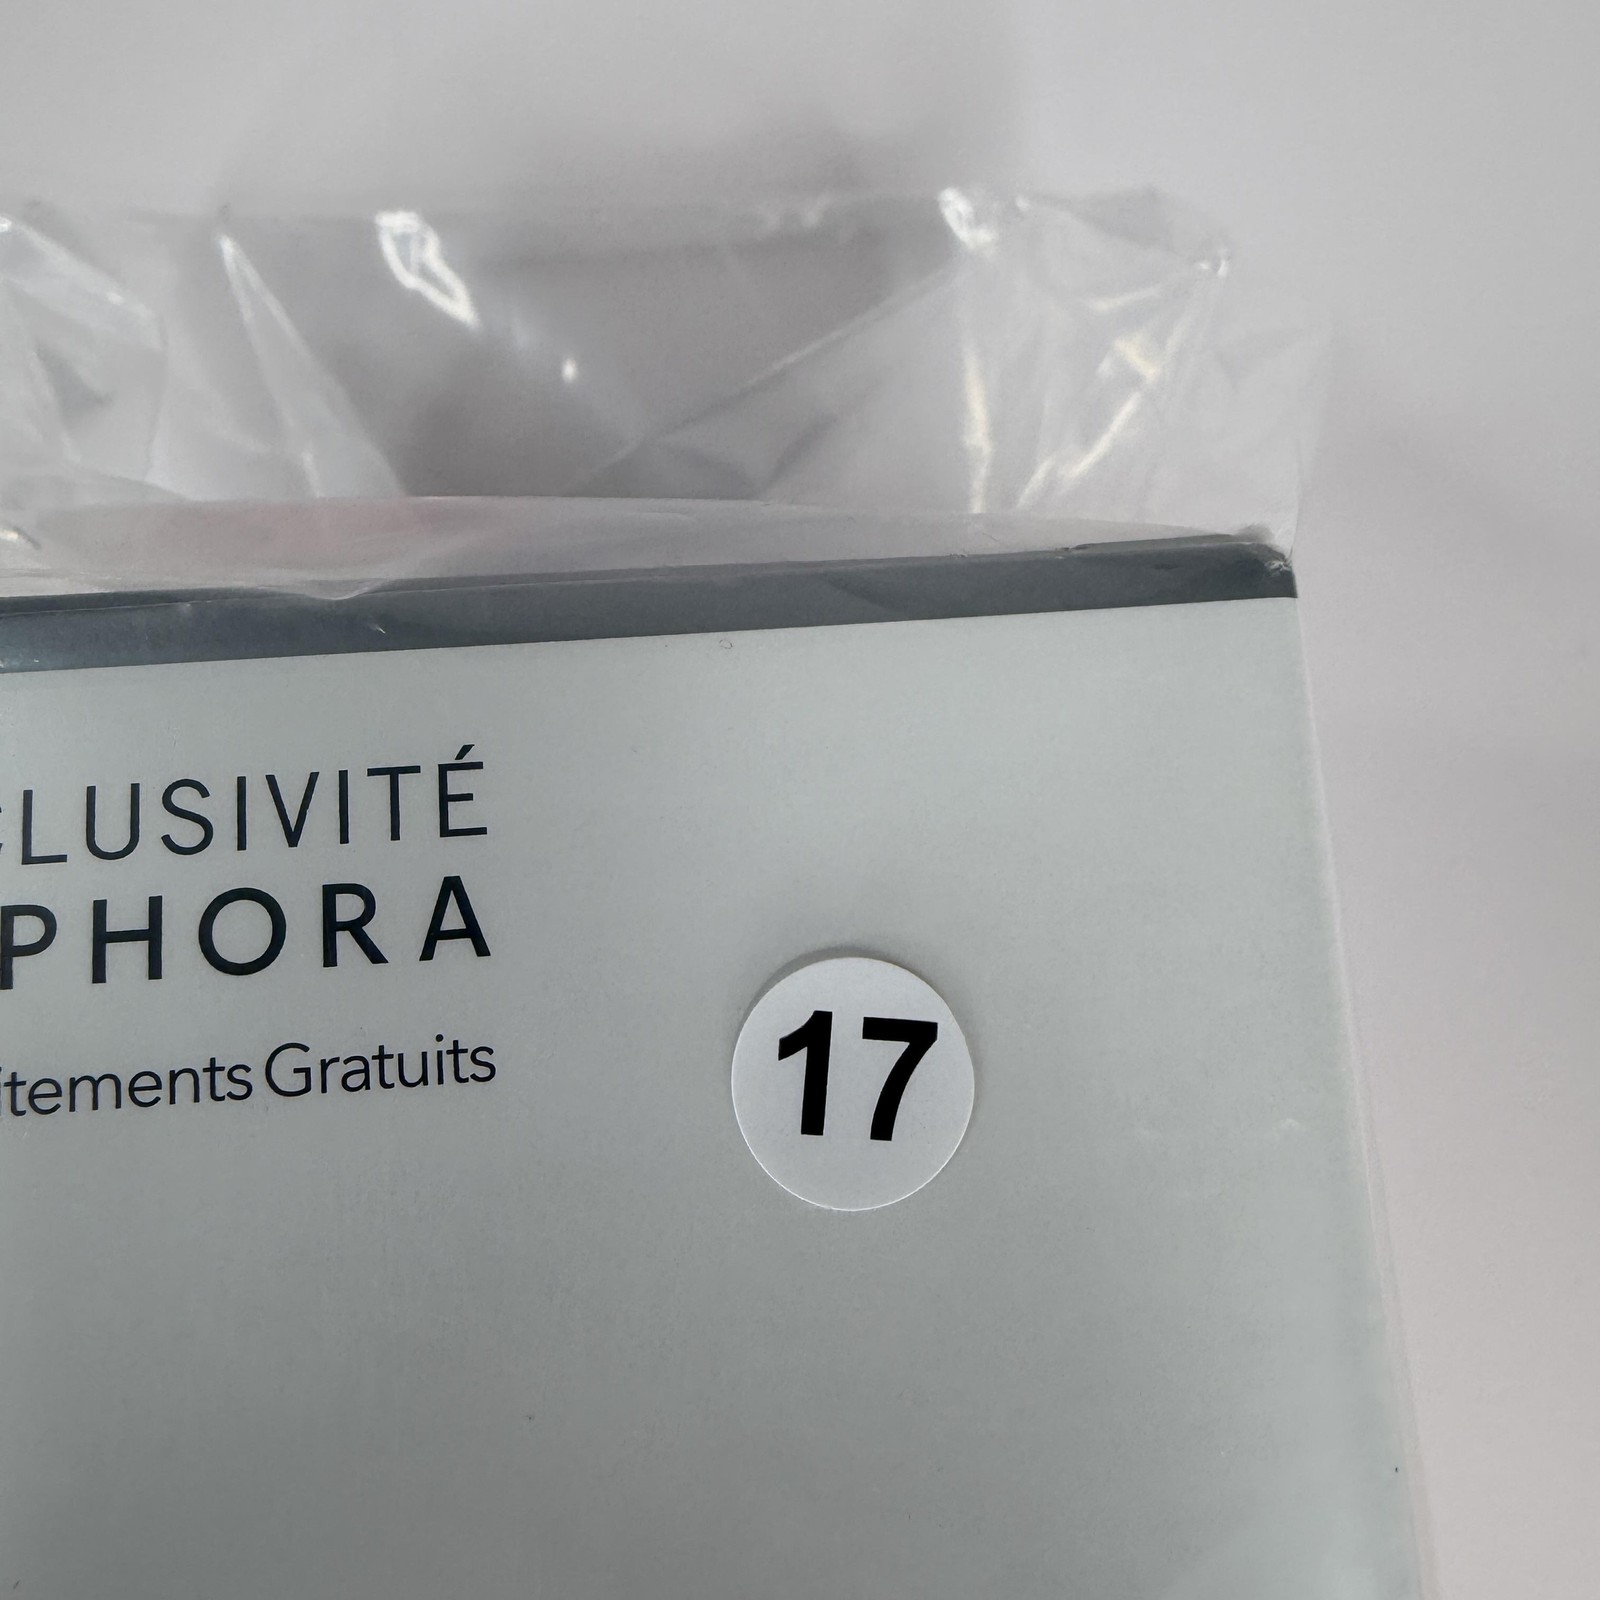 CLUSIVITÉ
PHORA
itements Gratuits
17